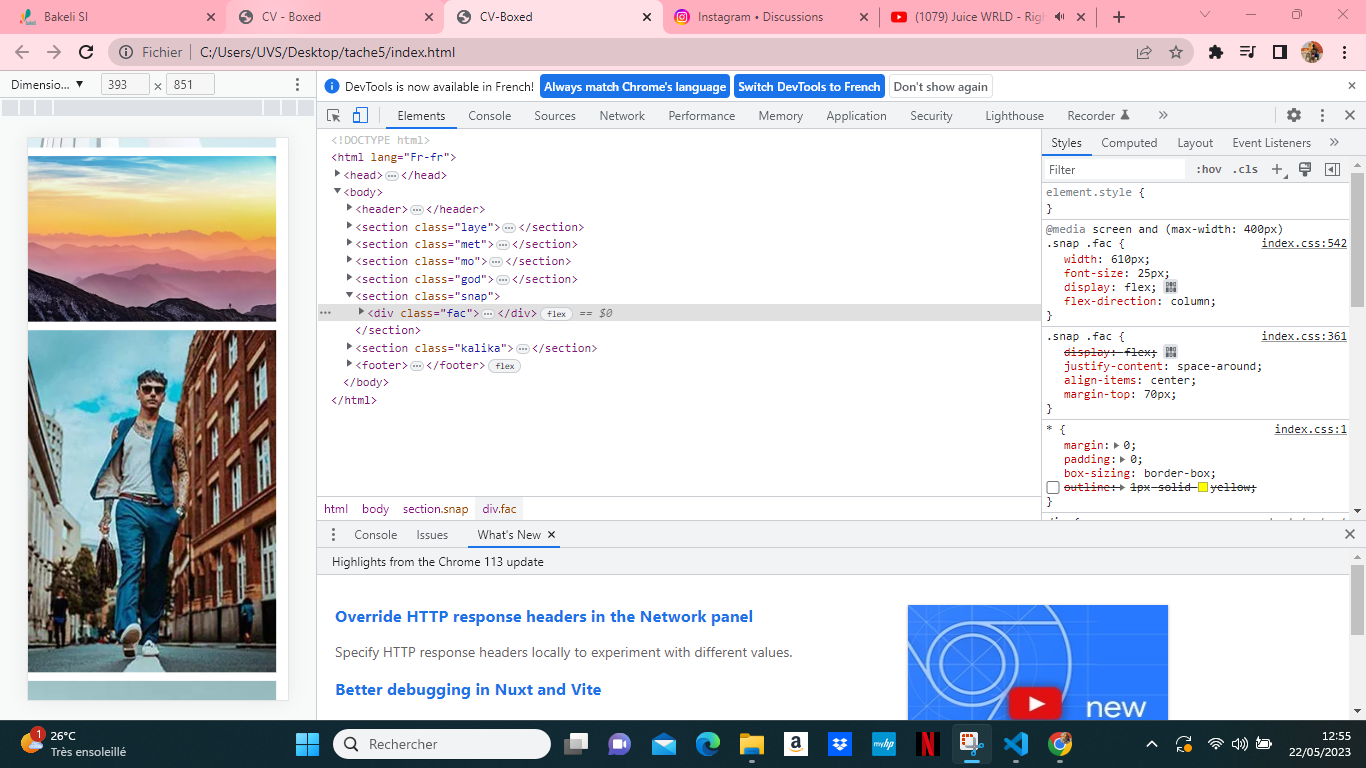 Bakeli SI
CV - Boxed
CV-Boxed
Instagram • Discussions
(1079) Juice WRLD - Righ
Fichier
C:/Users/UVS/Desktop/tache5/index.html
Dimensio... ▼
393 × 851
DevTools is now available in French!
Always match Chrome's language
Switch DevTools to French
Don't show again
Elements
Console
Sources
Network
Performance
Memory
Application
Security
Lighthouse
Recorder
<!DOCTYPE html>
<html lang="Fr-fr">
<head>…</head>
<body>
<header>…</header>
<section class="laye">…</section>
<section class="met">…</section>
<section class="mo">…</section>
<section class="god">…</section>
<section class="snap">
<div class="fac">…</div> flex == $0
</section>
<section class="kalika">…</section>
<footer>…</footer> flex
</body>
</html>
html body section.snap div.fac
Styles
Computed
Layout
Event Listeners
Filter
:hov .cls
element.style {
}
@media screen and (max-width: 400px)
.snap .fac { index.css:542
width: 610px;
font-size: 25px;
display: flex;
flex-direction: column;
}
.snap .fac { index.css:361
display: flex;
justify-content: space-around;
align-items: center;
margin-top: 70px;
}
* { index.css:1
margin: 0;
padding: 0;
box-sizing: border-box;
outline: 1px solid yellow;
}
Console
Issues
What's New
Highlights from the Chrome 113 update
Override HTTP response headers in the Network panel
Specify HTTP response headers locally to experiment with different values.
Better debugging in Nuxt and Vite
new
1
26°C
Très ensoleillé
Rechercher
a
myhp
N
12:55
22/05/2023